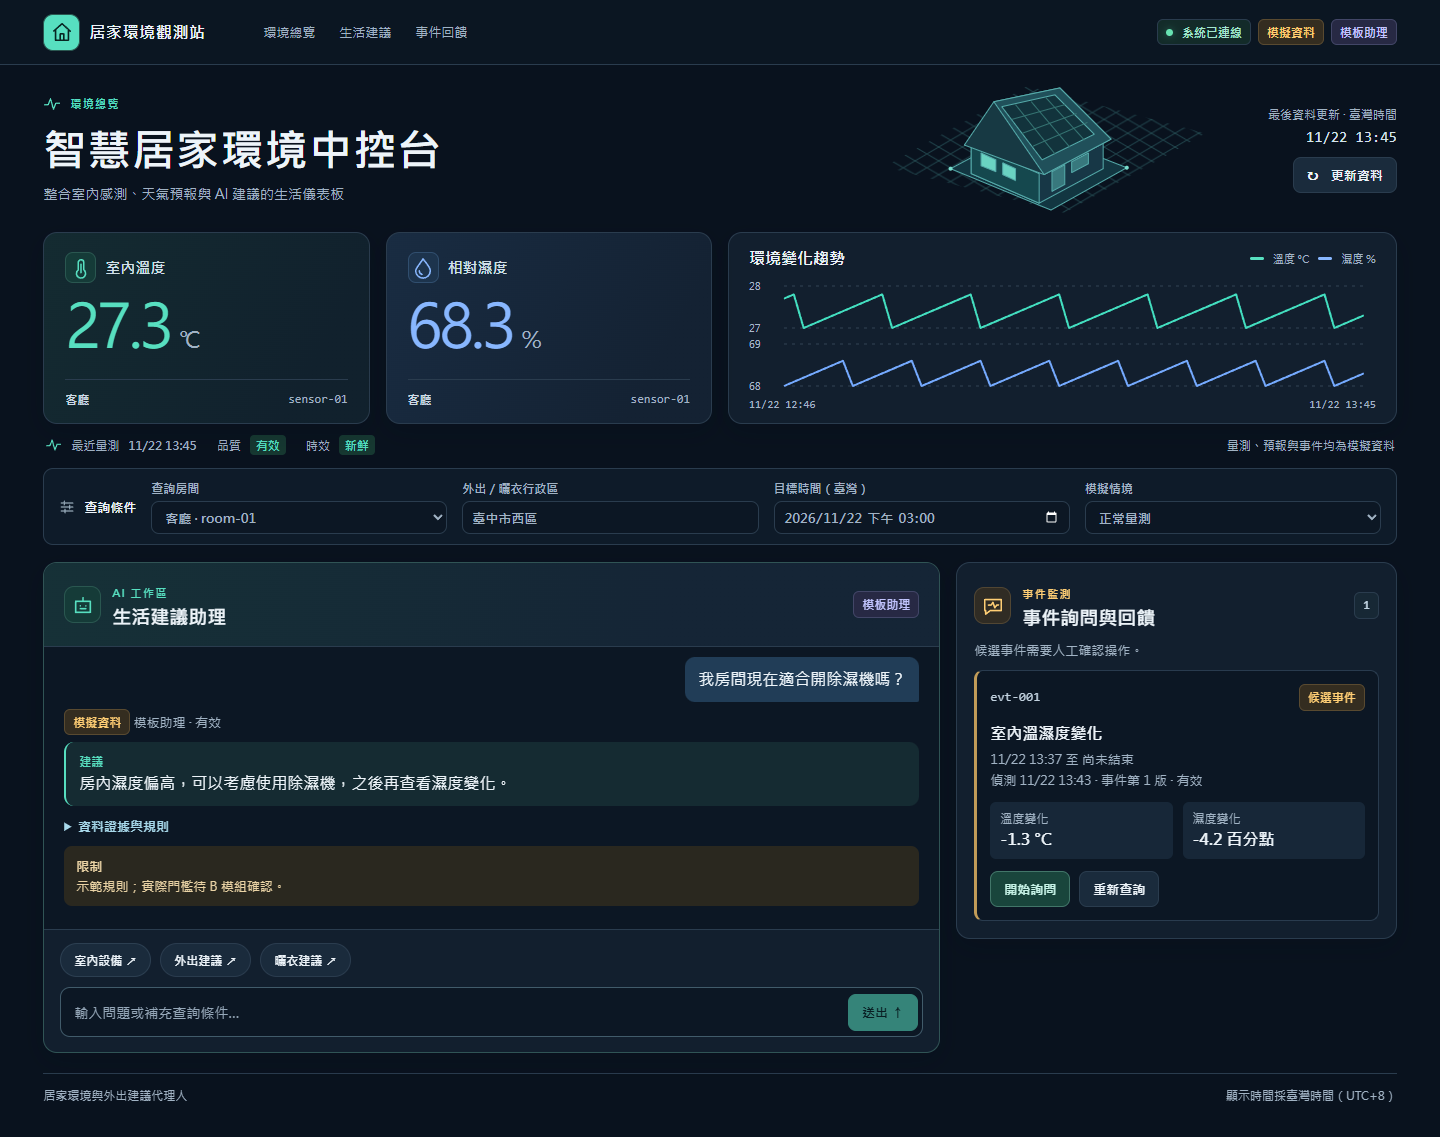 居家環境觀測站
環境總覽
生活建議
事件回饋
系統已連線
模擬資料
模板助理
環境總覽
智慧居家環境中控台
整合室內感測、天氣預報與 AI 建議的生活儀表板
最後資料更新 · 臺灣時間
11/22 13:45
↻ 更新資料
室內溫度
27.3 °C
客廳
sensor-01
相對濕度
68.3 %
客廳
sensor-01
環境變化趨勢
溫度 °C
濕度 %
28
27
69
68
11/22 12:46
11/22 13:45
最近量測 11/22 13:45
品質 有效
時效 新鮮
量測、預報與事件均為模擬資料
查詢條件
查詢房間
客廳 · room-01
外出 / 曬衣行政區
臺中市西區
目標時間（臺灣）
2026/11/22 下午 03:00
模擬情境
正常量測
AI 工作區
生活建議助理
模板助理
我房間現在適合開除濕機嗎？
模擬資料 模板助理 · 有效
建議
房內濕度偏高，可以考慮使用除濕機，之後再查看濕度變化。
▶ 資料證據與規則
限制
示範規則；實際門檻待 B 模組確認。
室內設備 ↗
外出建議 ↗
曬衣建議 ↗
輸入問題或補充查詢條件...
送出 ↑
事件監測
事件詢問與回饋
1
候選事件需要人工確認操作。
evt-001
候選事件
室內溫濕度變化
11/22 13:37 至 尚未結束
偵測 11/22 13:43 · 事件第 1 版 · 有效
溫度變化
-1.3 °C
濕度變化
-4.2 百分點
開始詢問
重新查詢
居家環境與外出建議代理人
顯示時間採臺灣時間（UTC+8）